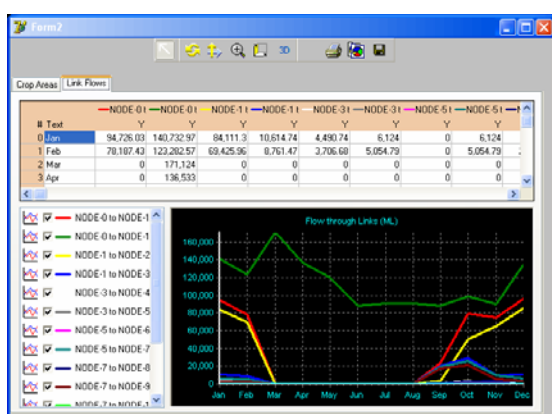 Form2
3D
Crop Areas Link Flows
NODE-0 t NODE-0 t NODE-1 t NODE-1 t NODE-3 t NODE-3 t NODE-5 t NODE-5 t
# Text Y Y Y Y Y Y Y Y
0 Jan 94,726.03 140,732.97 84,111.3 10,614.74 4,490.74 6,124 0 6,124
1 Feb 78,187.43 123,282.57 69,425.96 8,761.47 3,706.68 5,054.79 0 5,054.79
2 Mar 0 171,124 0 0 0 0 0 0
3 Apr 0 136,533 0 0 0 0 0 0
NODE-0 to NODE-1
NODE-0 to NODE-1
NODE-1 to NODE-2
NODE-1 to NODE-3
NODE-3 to NODE-4
NODE-3 to NODE-5
NODE-5 to NODE-6
NODE-5 to NODE-7
NODE-7 to NODE-8
NODE-7 to NODE-9
NODE-7 to NODE-1
Flow through Links (ML)
160,000
140,000
120,000
100,000
80,000
60,000
40,000
20,000
0
Jan Feb Mar Apr May Jun Jul Aug Sep Oct Nov Dec